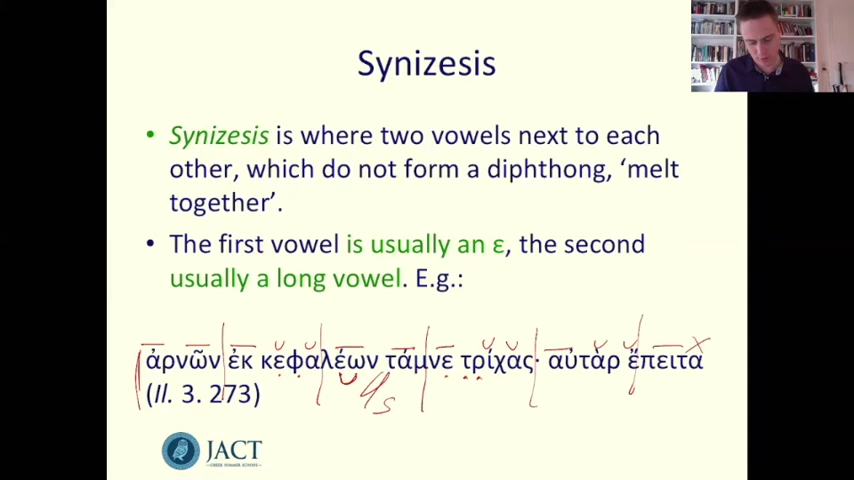 Synizesis
• Synizesis is where two vowels next to each
other, which do not form a diphthong, ‘melt
together’.
• The first vowel is usually an ε, the second
usually a long vowel. E.g.:
ἀρνῶν ἐκ κεφαλέων τάμνε τρίχας· αὐτὰρ ἔπειτα
(Il. 3. 273)
JACT